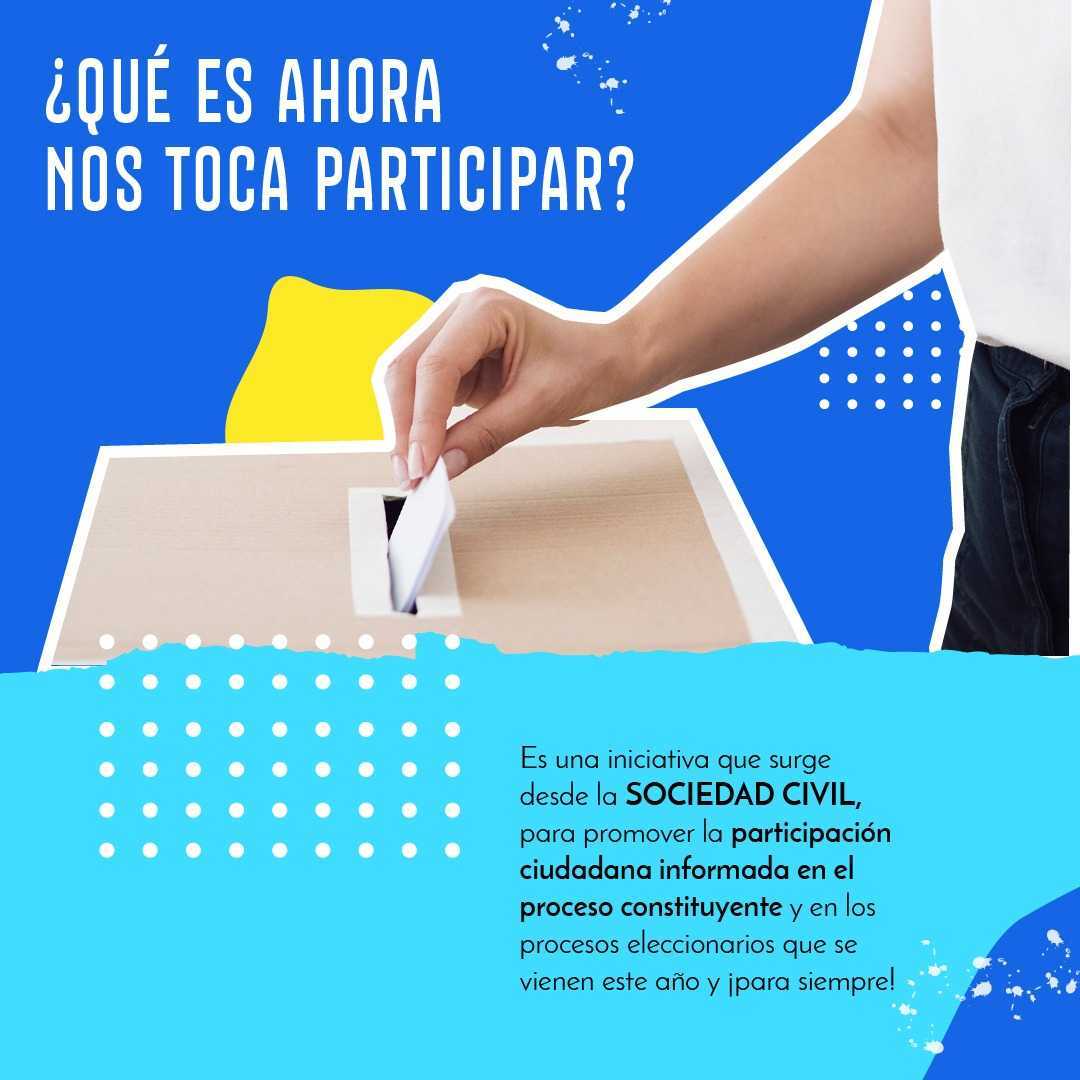 ¿QUÉ ES AHORA
NOS TOCA PARTICIPAR?
Es una iniciativa que surge
desde la SOCIEDAD CIVIL,
para promover la participación
ciudadana informada en el
proceso constituyente y en los
procesos eleccionarios que se
vienen este año y ¡para siempre!